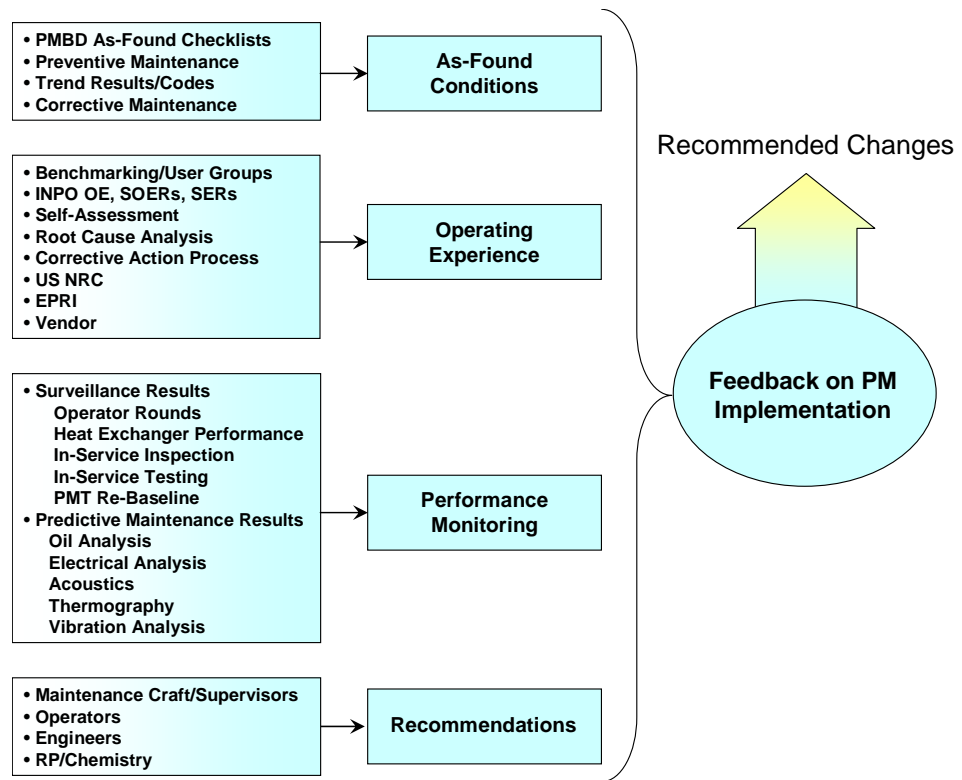 • PMBD As-Found Checklists
• Preventive Maintenance
• Trend Results/Codes
• Corrective Maintenance
As-Found
Conditions
• Benchmarking/User Groups
• INPO OE, SOERs, SERs
• Self-Assessment
• Root Cause Analysis
• Corrective Action Process
• US NRC
• EPRI
• Vendor
Operating
Experience
• Surveillance Results
Operator Rounds
Heat Exchanger Performance
In-Service Inspection
In-Service Testing
PMT Re-Baseline
• Predictive Maintenance Results
Oil Analysis
Electrical Analysis
Acoustics
Thermography
Vibration Analysis
Performance
Monitoring
• Maintenance Craft/Supervisors
• Operators
• Engineers
• RP/Chemistry
Recommendations
Recommended Changes
Feedback on PM
Implementation